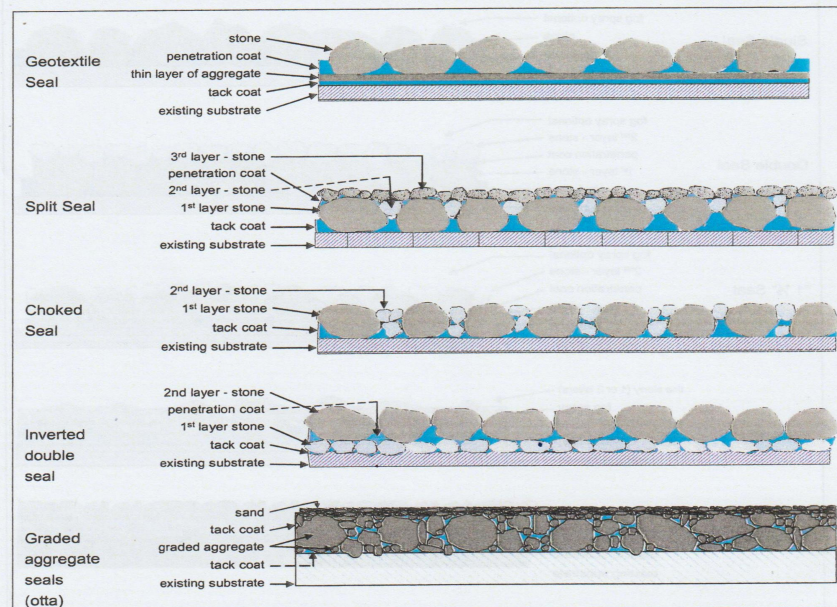 Geotextile
Seal
stone
penetration coat
thin layer of aggregate
tack coat
existing substrate
Split Seal
3rd layer - stone
penetration coat
2nd layer - stone
1st layer stone
tack coat
existing substrate
Choked
Seal
2nd layer - stone
1st layer stone
tack coat
existing substrate
Inverted
double
seal
2nd layer - stone
penetration coat
1st layer stone
tack coat
existing substrate
Graded
aggregate
seals
(otta)
sand
tack coat
graded aggregate
tack coat
existing substrate